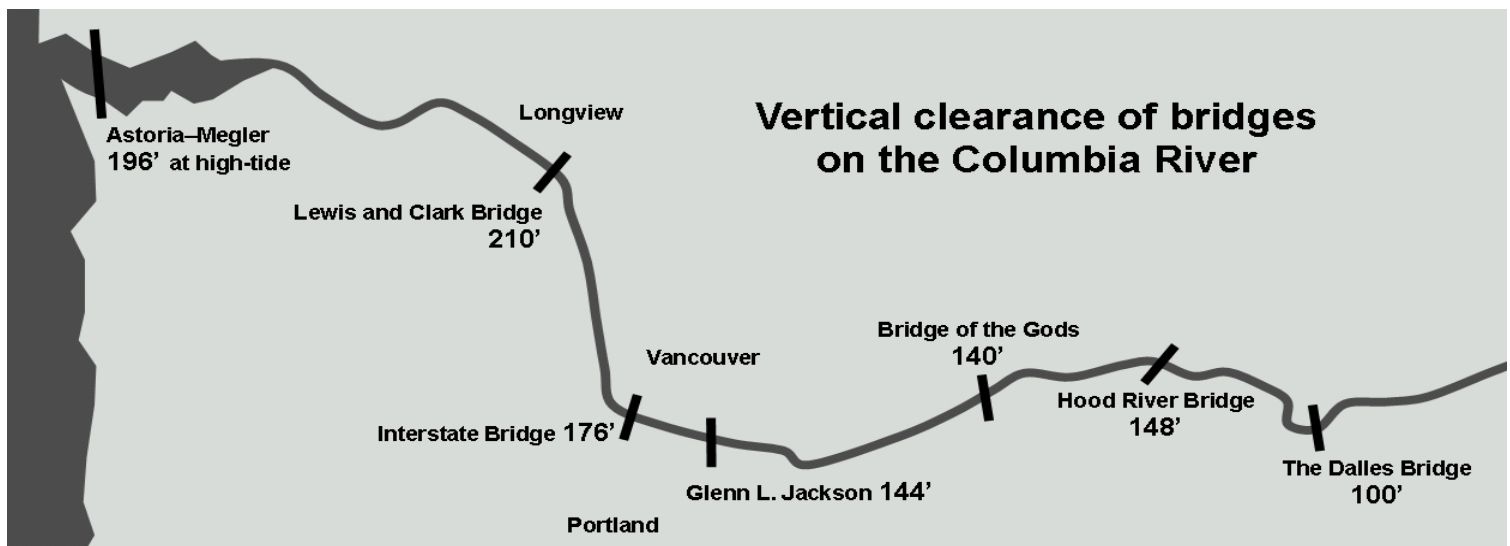 Vertical clearance of bridges
on the Columbia River
Astoria–Megler
196’ at high-tide
Longview
Lewis and Clark Bridge
210’
Vancouver
Interstate Bridge 176’
Glenn L. Jackson 144’
Portland
Bridge of the Gods
140’
Hood River Bridge
148’
The Dalles Bridge
100’